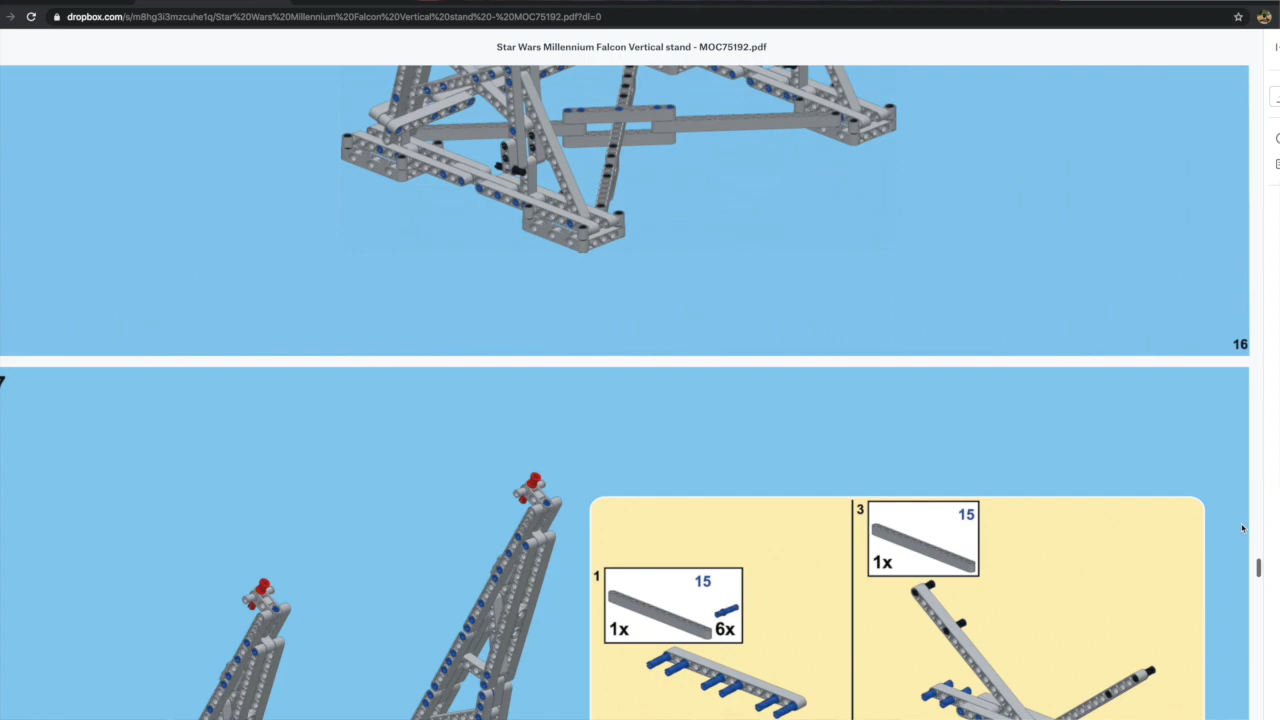 dropbox.com/s/m8hg3i3mzcuhe1q/Star%20Wars%20Millennium%20Falcon%20Vertical%20stand%20-%20MOC75192.pdf?dl=0
Star Wars Millennium Falcon Vertical stand - MOC75192.pdf
16
1
15
1x
6x
3
15
1x